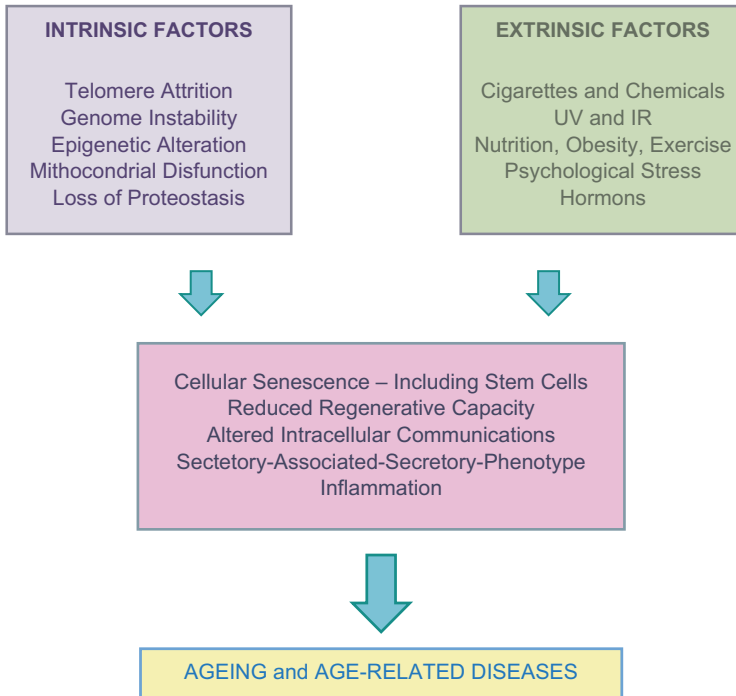 INTRINSIC FACTORS
Telomere Attrition
Genome Instability
Epigenetic Alteration
Mithocondrial Disfunction
Loss of Proteostasis
EXTRINSIC FACTORS
Cigarettes and Chemicals
UV and IR
Nutrition, Obesity, Exercise
Psychological Stress
Hormons
Cellular Senescence – Including Stem Cells
Reduced Regenerative Capacity
Altered Intracellular Communications
Sectetory-Associated-Secretory-Phenotype
Inflammation
AGEING and AGE-RELATED DISEASES